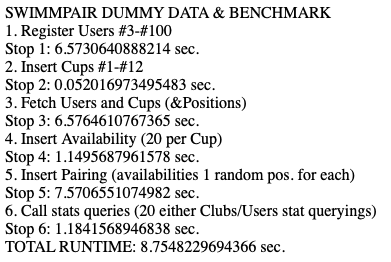 SWIMMPAIR DUMMY DATA & BENCHMARK
1. Register Users #3-#100
Stop 1: 6.5730640888214 sec.
2. Insert Cups #1-#12
Stop 2: 0.052016973495483 sec.
3. Fetch Users and Cups (&Positions)
Stop 3: 6.5764610767365 sec.
4. Insert Availability (20 per Cup)
Stop 4: 1.1495687961578 sec.
5. Insert Pairing (availabilities 1 random pos. for each)
Stop 5: 7.5706551074982 sec.
6. Call stats queries (20 either Clubs/Users stat queryings)
Stop 6: 1.1841568946838 sec.
TOTAL RUNTIME: 8.7548229694366 sec.